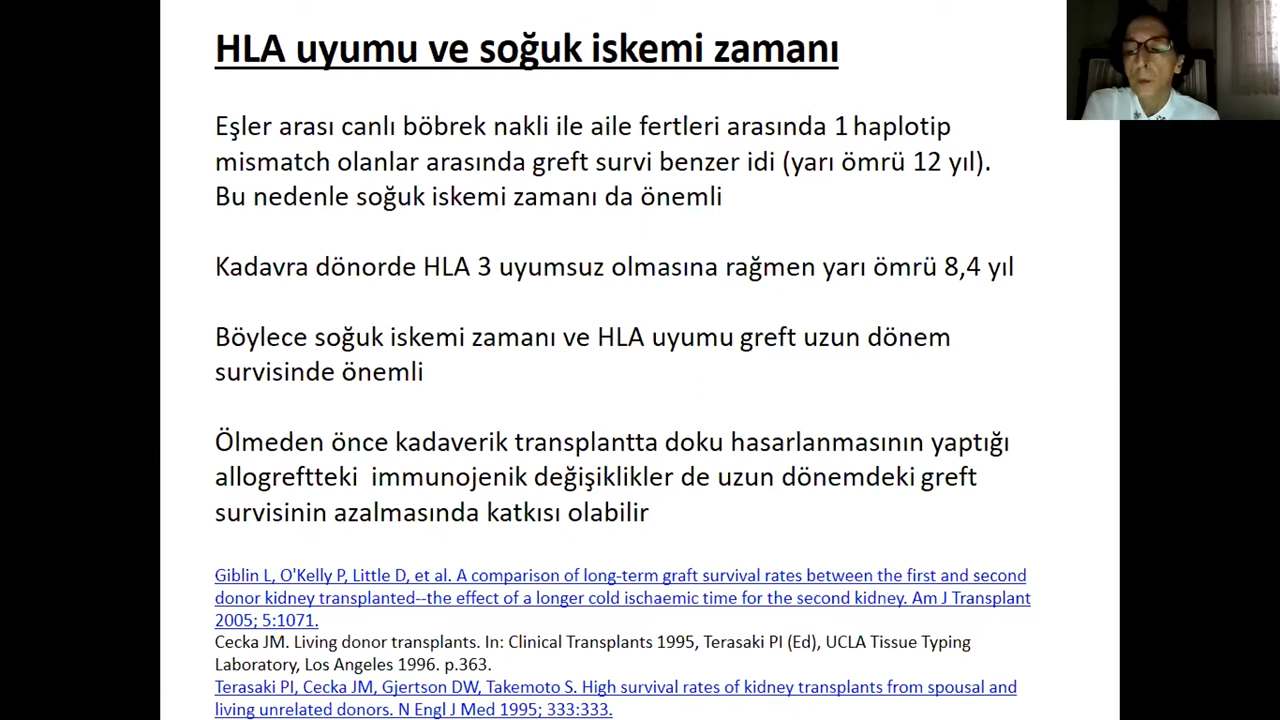 HLA uyumu ve soğuk iskemi zamanı
Eşler arası canlı böbrek nakli ile aile fertleri arasında 1 haplotip
mismatch olanlar arasında greft survi benzer idi (yarı ömrü 12 yıl).
Bu nedenle soğuk iskemi zamanı da önemli
Kadavra dönorde HLA 3 uyumsuz olmasına rağmen yarı ömrü 8,4 yıl
Böylece soğuk iskemi zamanı ve HLA uyumu greft uzun dönem
survisinde önemli
Ölmeden önce kadaverik transplantta doku hasarlanmasının yaptığı
allogreftteki immunojenik değişiklikler de uzun dönemdeki greft
survisinin azalmasında katkısı olabilir
Giblin L, O'Kelly P, Little D, et al. A comparison of long-term graft survival rates between the first and second
donor kidney transplanted--the effect of a longer cold ischaemic time for the second kidney. Am J Transplant
2005; 5:1071.
Cecka JM. Living donor transplants. In: Clinical Transplants 1995, Terasaki PI (Ed), UCLA Tissue Typing
Laboratory, Los Angeles 1996. p.363.
Terasaki PI, Cecka JM, Gjertson DW, Takemoto S. High survival rates of kidney transplants from spousal and
living unrelated donors. N Engl J Med 1995; 333:333.